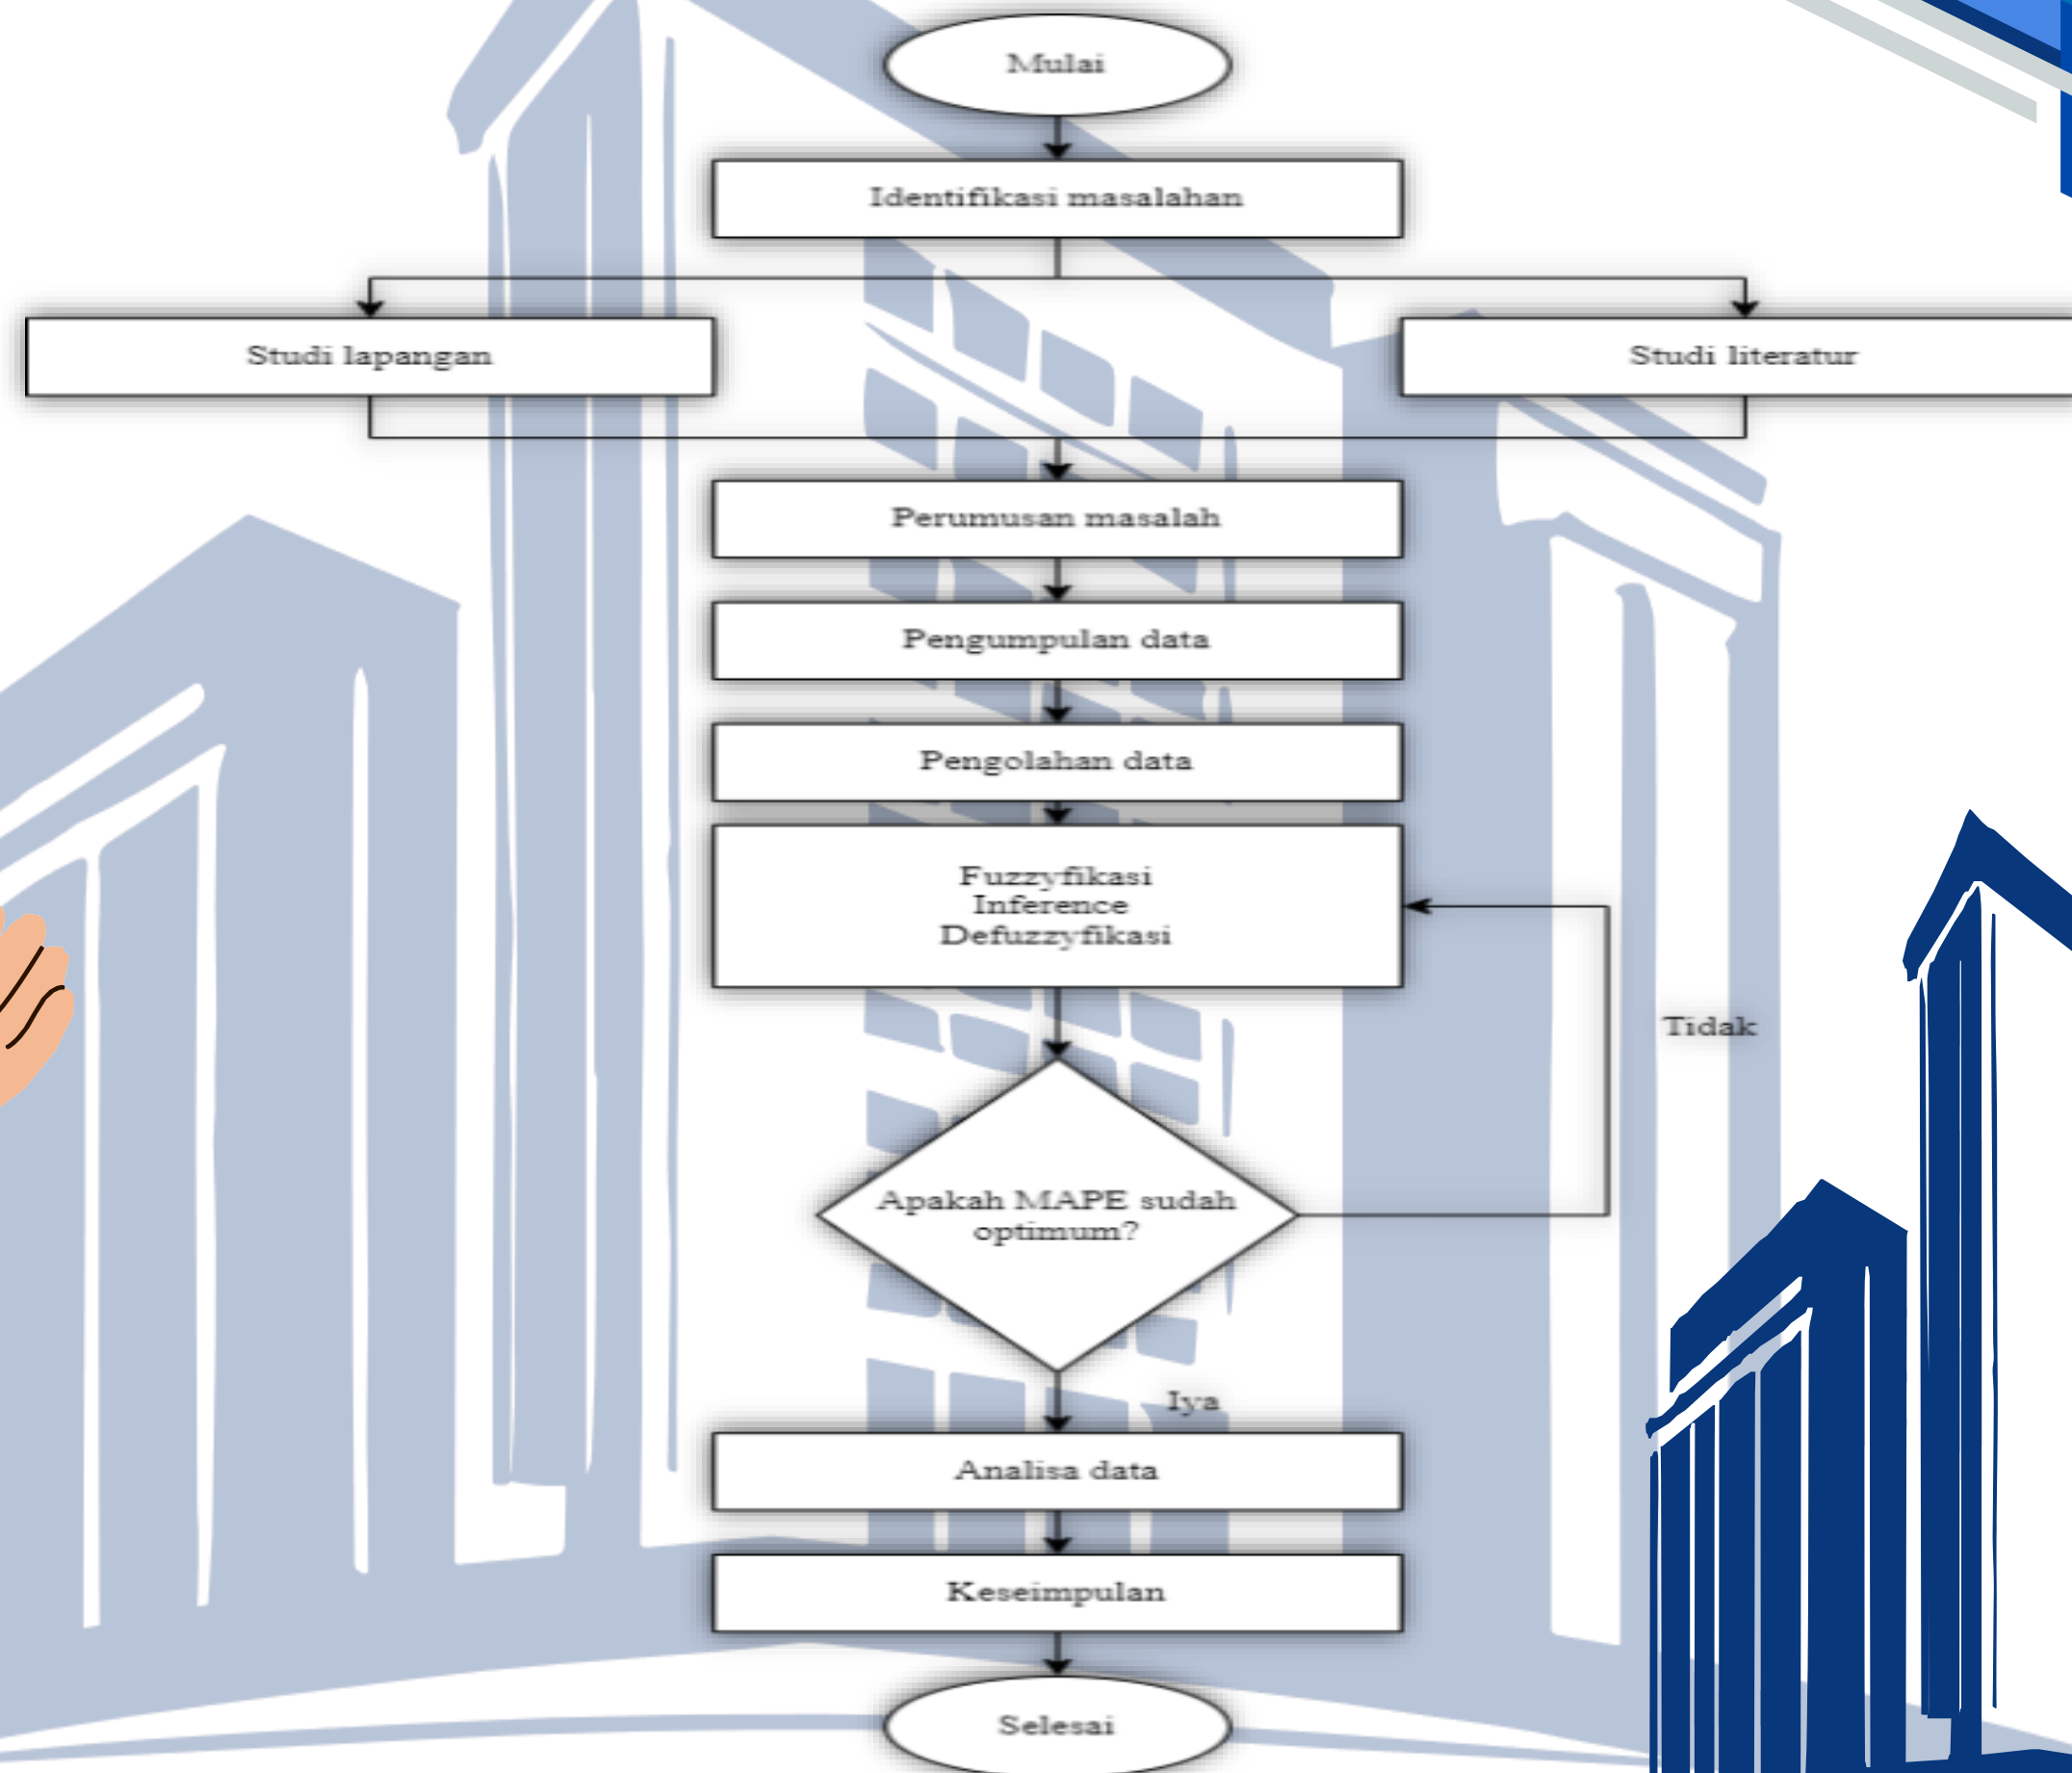 Mulai
Identifikasi masalahan
Studi lapangan
Studi literatur
Perumusan masalah
Pengumpulan data
Pengolahan data
Fuzzyfikasi
Inference
Defuzzyfikasi
Tidak
Apakah MAPE sudah
optimum?
Iya
Analisa data
Keseimpulan
Selesai